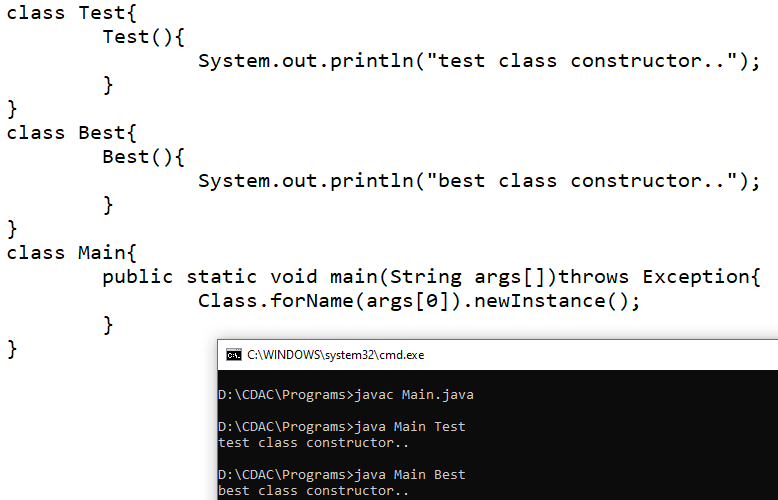 class Test{
Test(){
System.out.println("test class constructor..");
}
}
class Best{
Best(){
System.out.println("best class constructor..");
}
}
class Main{
public static void main(String args[])throws Exception{
Class.forName(args[0]).newInstance();
}
}
C:\WINDOWS\system32\cmd.exe
D:\CDAC\Programs>javac Main.java
D:\CDAC\Programs>java Main Test
test class constructor..
D:\CDAC\Programs>java Main Best
best class constructor..